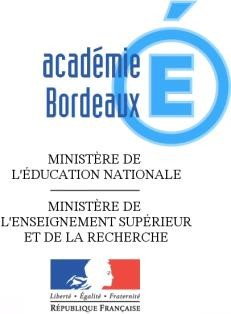 académie
Bordeaux
É
MINISTÈRE DE
L'ÉDUCATION NATIONALE
MINISTÈRE DE
L'ENSEIGNEMENT SUPÉRIEUR
ET DE LA RECHERCHE
Liberté • Égalité • Fraternité
RÉPUBLIQUE FRANÇAISE